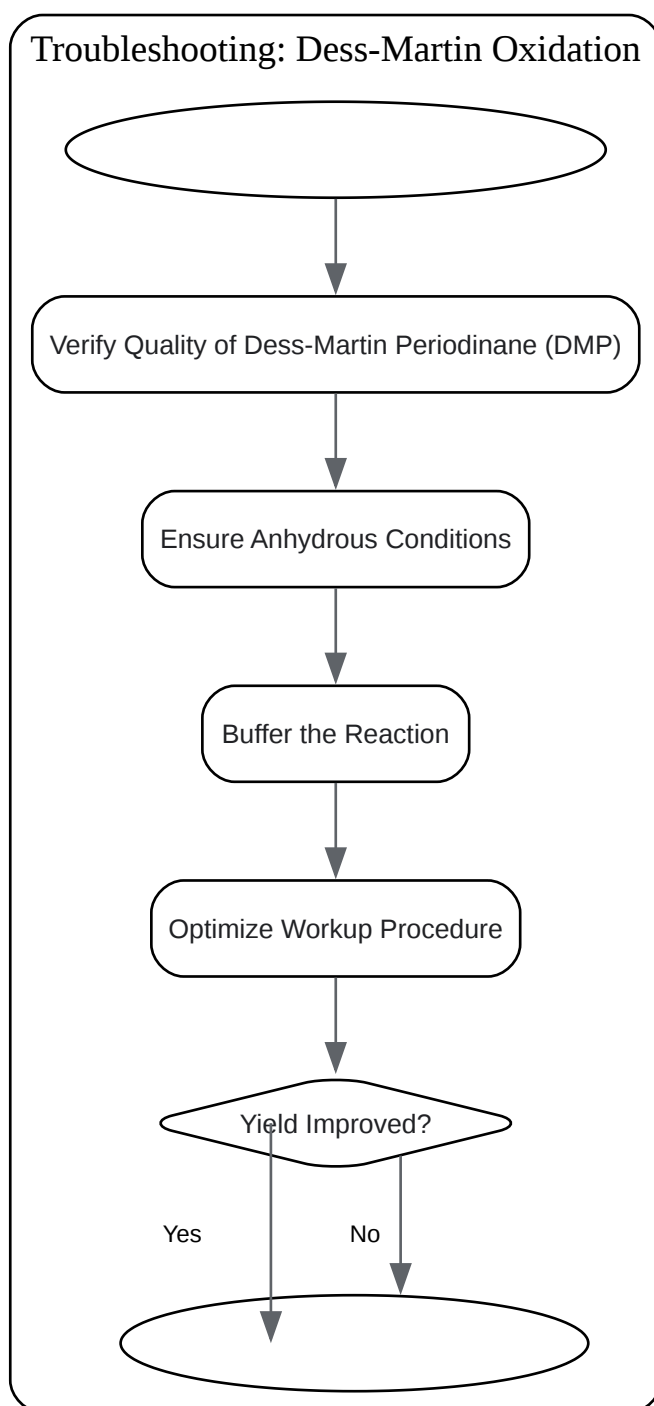 Troubleshooting: Dess-Martin Oxidation
Verify Quality of Dess-Martin Periodinane (DMP)
Ensure Anhydrous Conditions
Buffer the Reaction
Optimize Workup Procedure
Yield Improved?
Yes
No